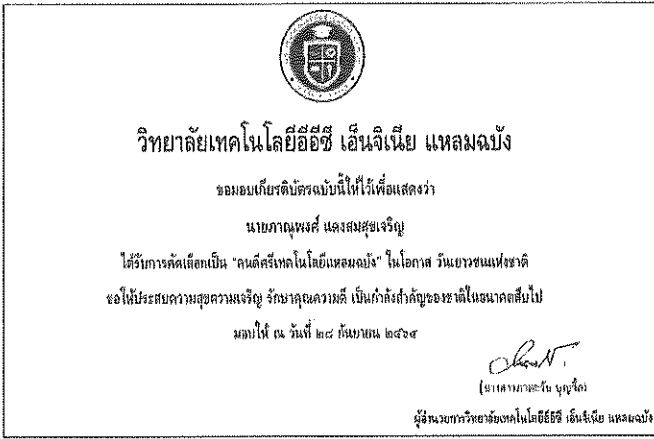 วิทยาลัยเทคโนโลยีอีอีซี เอ็นจิเนีย แหลมฉบัง
ขอมอบเกียรติบัตรฉบับนี้ให้ไว้เพื่อแสดงว่า
นายภาณุพงศ์ แดงสมสุขเจริญ
ได้รับการคัดเลือกเป็น "คนดีศรีเทคโนโลยีแหลมฉบัง" ในโอกาส วันเยาวชนแห่งชาติ
ขอให้ประสบความสุขความเจริญ รักษาคุณความดี เป็นกำลังสำคัญของชาติในอนาคตสืบไป
มอบให้ ณ วันที่ ๒๘ กันยายน ๒๕๖๔
ผู้อำนวยการวิทยาลัยเทคโนโลยีอีอีซี เอ็นจิเนีย แหลมฉบัง